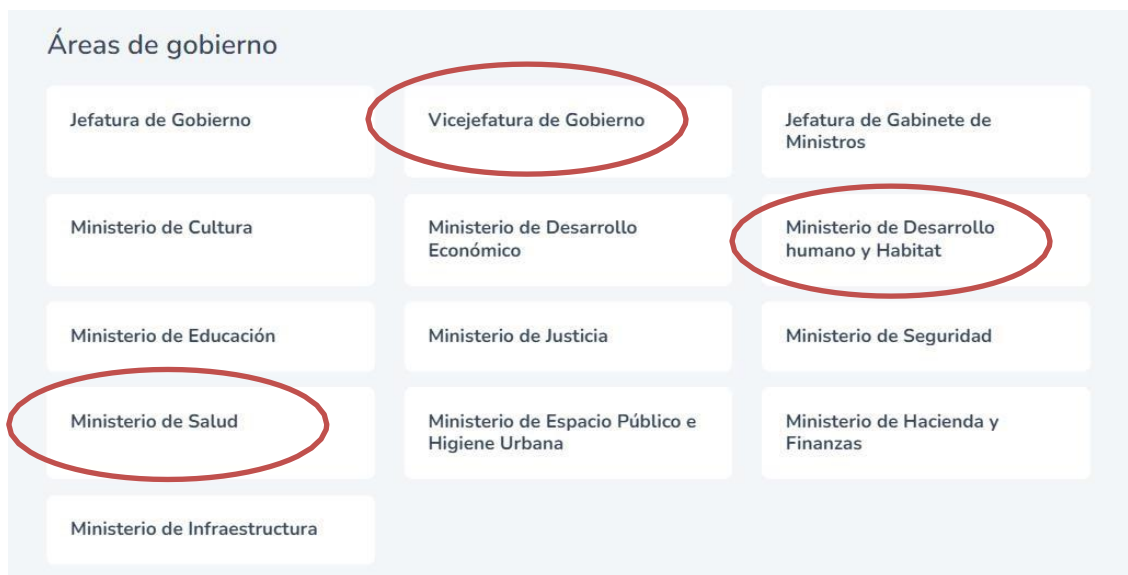 Áreas de gobierno
Jefatura de Gobierno
Vicejefatura de Gobierno
Jefatura de Gabinete de
Ministros
Ministerio de Cultura
Ministerio de Desarrollo
Económico
Ministerio de Desarrollo
humano y Habitat
Ministerio de Educación
Ministerio de Justicia
Ministerio de Seguridad
Ministerio de Salud
Ministerio de Espacio Público e
Higiene Urbana
Ministerio de Hacienda y
Finanzas
Ministerio de Infraestructura